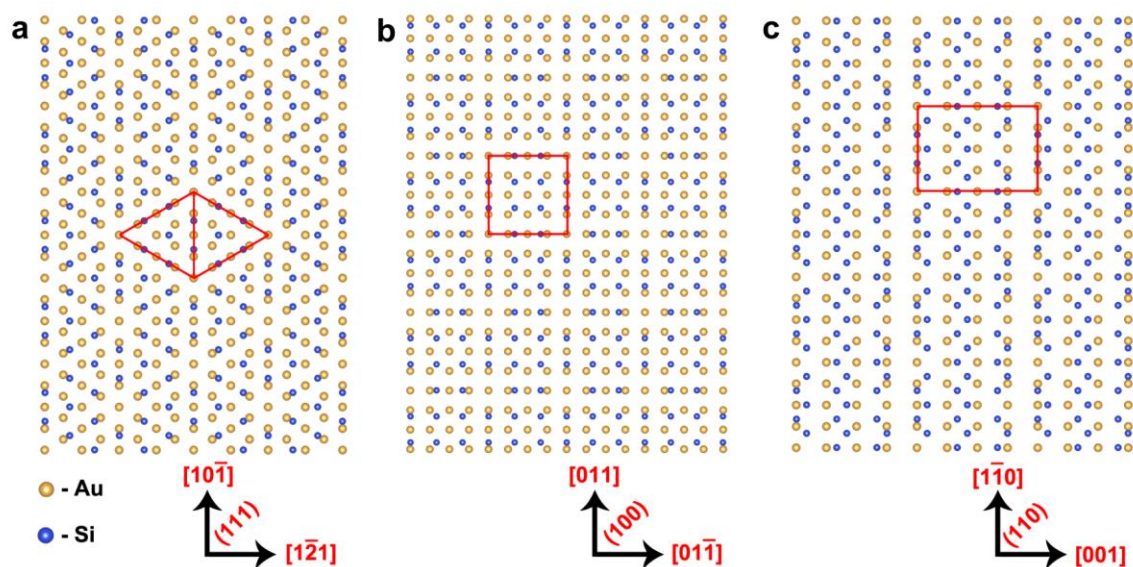 a
b
c
- Au
- Si
[101̅]
(111)
[12̅1]
[011]
(100)
[011̅]
[11̅0]
(110)
[001]